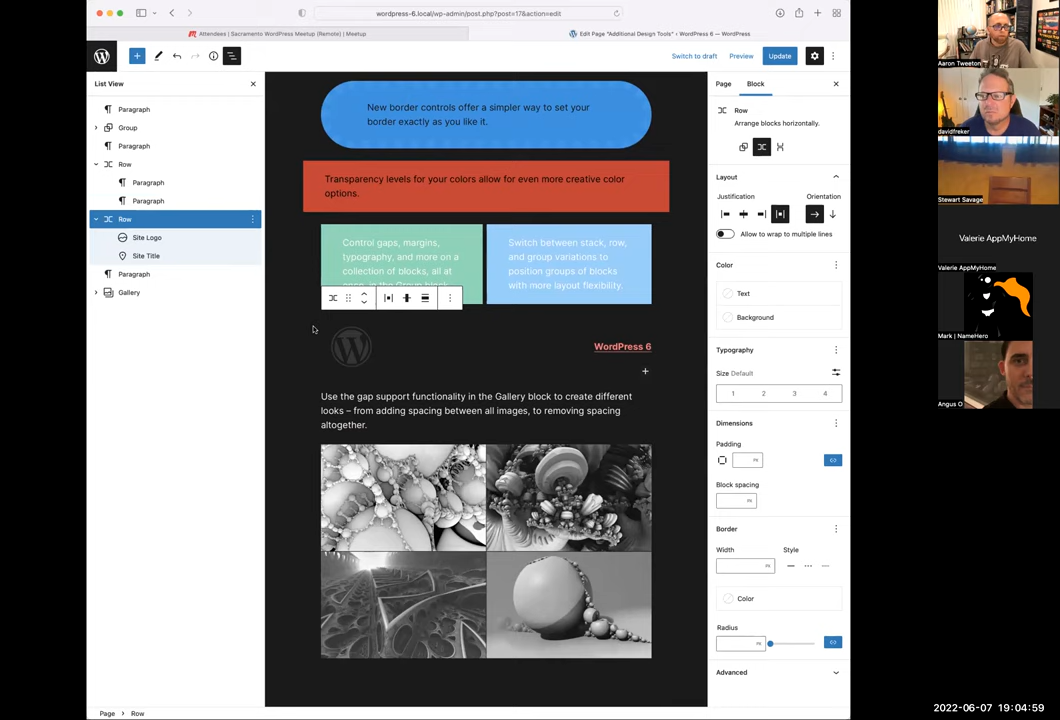 wordpress-6.local/wp-admin/post.php?post=17&action=edit
Attendees | Sacramento WordPress Meetup (Remote) | Meetup
Edit Page "Additional Design Tools" ‹ WordPress 6 — WordPress
Switch to draft
Preview
Update
List View
Paragraph
Group
Paragraph
Row
Paragraph
Paragraph
Row
Site Logo
Site Title
Paragraph
Gallery
New border controls offer a simpler way to set your
border exactly as you like it.
Transparency levels for your colors allow for even more creative color
options.
Control gaps, margins,
typography, and more on a
collection of blocks, all at
once, in the Group block.
Switch between stack, row,
and group variations to
position groups of blocks
with more layout flexibility.
WordPress 6
Use the gap support functionality in the Gallery block to create different
looks – from adding spacing between all images, to removing spacing
altogether.
Page
Block
Row
Arrange blocks horizontally.
Layout
Justification
Orientation
Allow to wrap to multiple lines
Color
Text
Background
Typography
Size Default
1 2 3 4
Dimensions
Padding
PX
Block spacing
PX
Border
Width
Style
PX
Color
Radius
PX
Advanced
Page
Row
Aaron Tweeton
davidfreker
Stewart Savage
Valerie AppMyHome
Valerie AppMyHome
Mark | NameHero
Angus O
2022-06-07 19:04:59